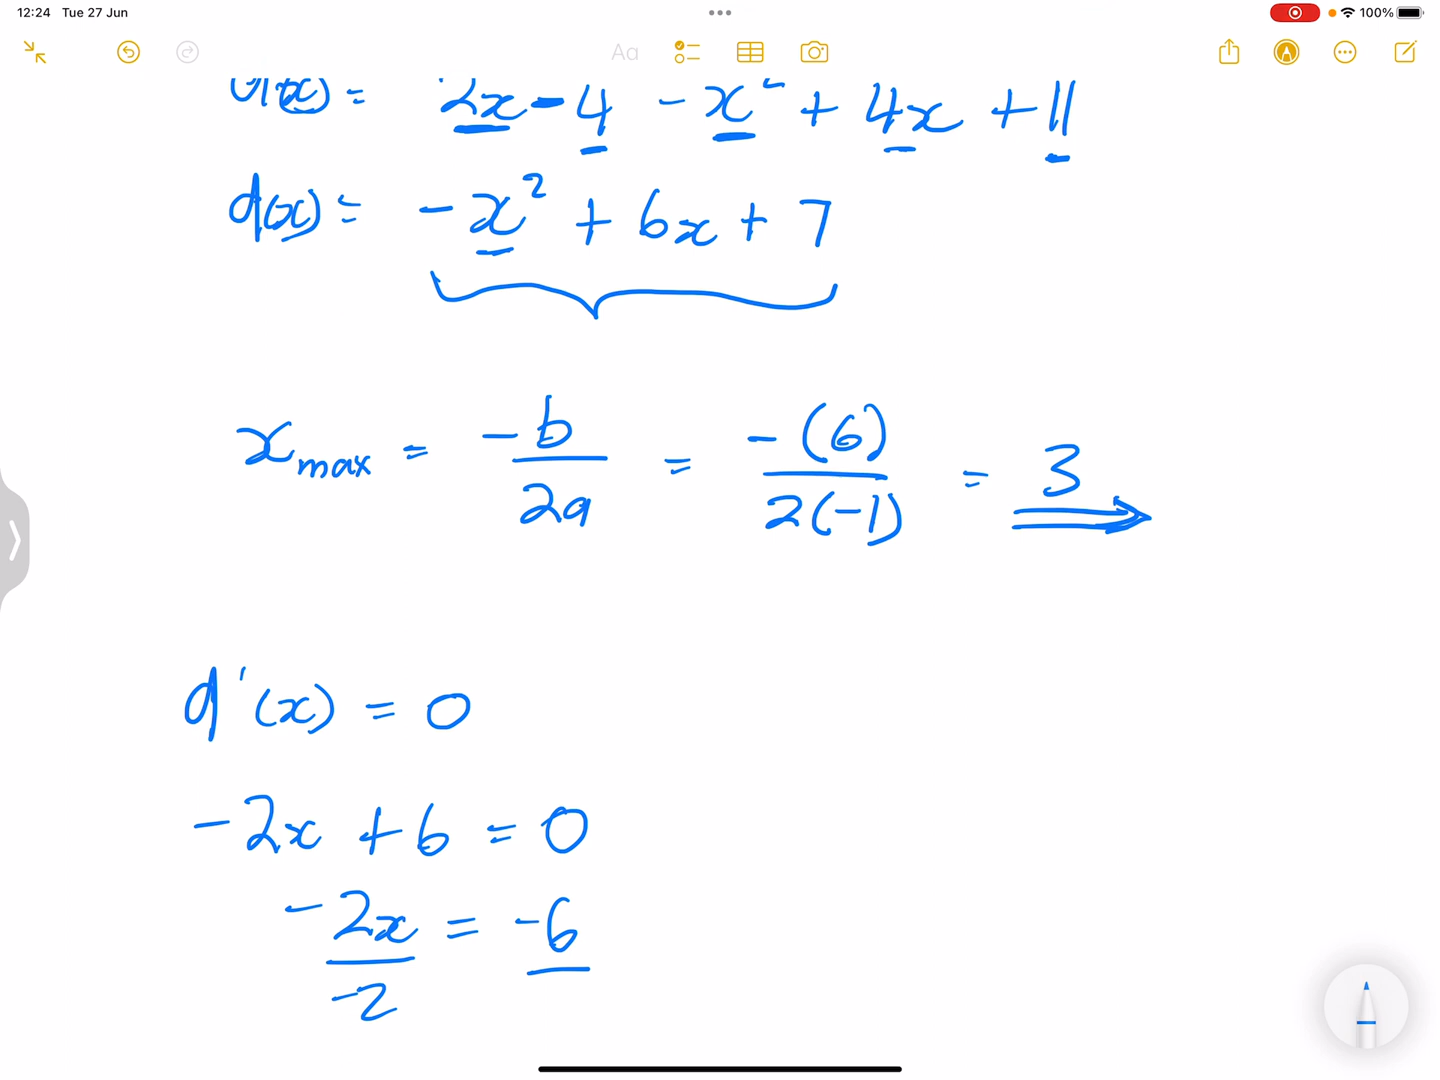 12:24 Tue 27 Jun 100%
Aa
d(x) = 2x - 4 - x² + 4x + 11
d(x) = -x² + 6x + 7
x max = -b / 2a = -(6) / 2(-1) = 3
d'(x) = 0
-2x + 6 = 0
-2x = -6
-2